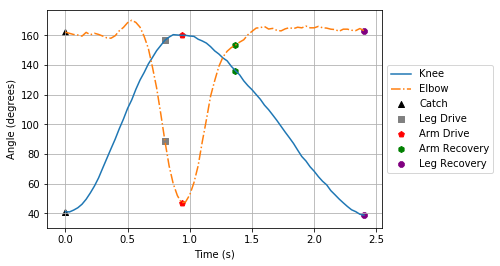 160
140
120
100
80
60
40
Angle (degrees)
0.0 0.5 1.0 1.5 2.0 2.5
Time (s)
Knee
Elbow
Catch
Leg Drive
Arm Drive
Arm Recovery
Leg Recovery